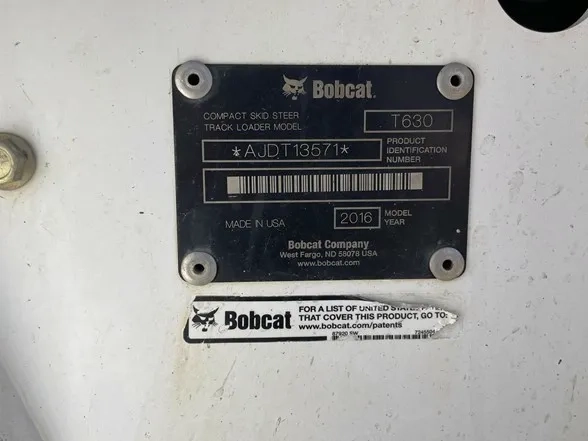 Bobcat.
COMPACT SKID STEER
TRACK LOADER MODEL
T630
*AJDT13571*
PRODUCT
IDENTIFICATION
NUMBER
MADE IN USA
2016
MODEL
YEAR
Bobcat Company
West Fargo, ND 58078 USA
www.bobcat.com
Bobcat
FOR A LIST OF UNITED STATES
THAT COVER THIS PRODUCT, GO TO:
www.bobcat.com/patents